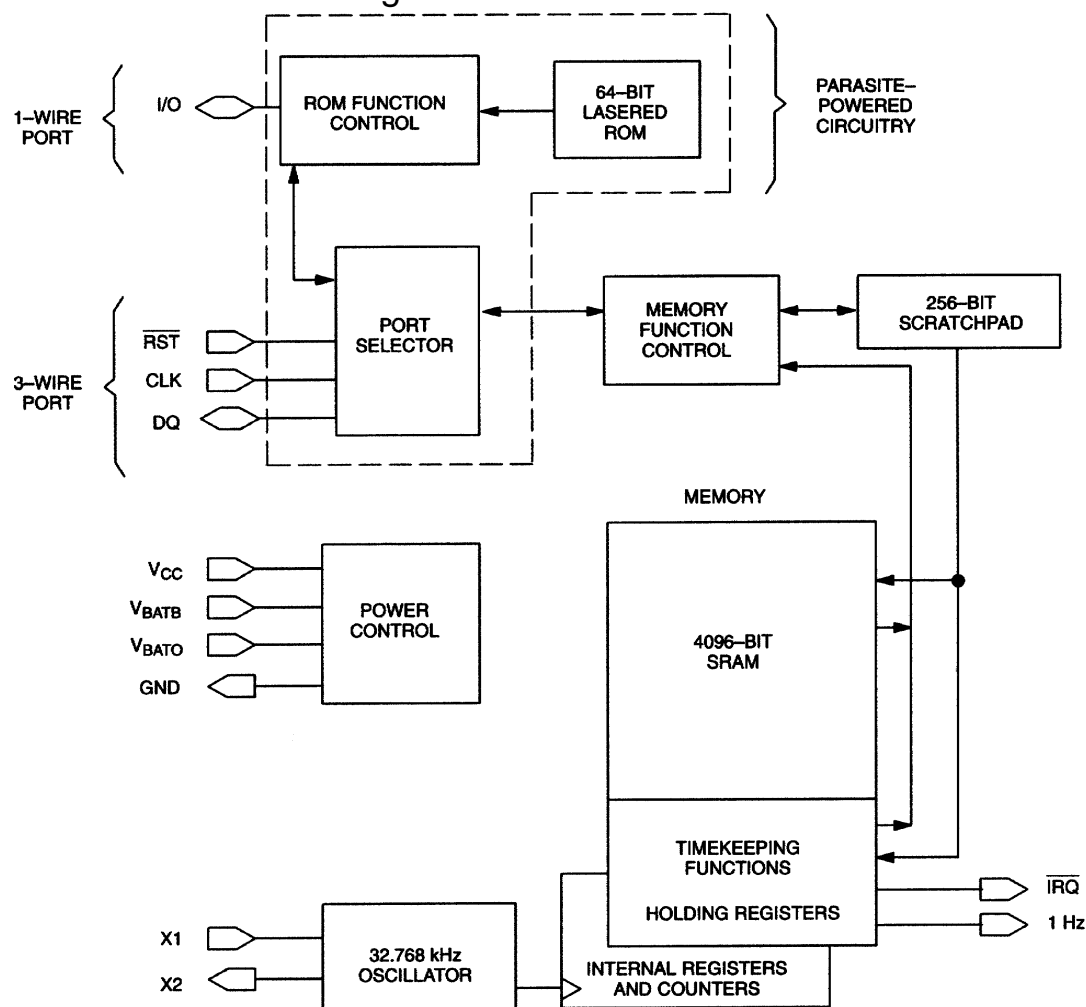 1–WIRE
PORT
I/O
ROM FUNCTION
CONTROL
64–BIT
LASERED
ROM
PARASITE–
POWERED
CIRCUITRY
3–WIRE
PORT
RST
CLK
DQ
PORT
SELECTOR
MEMORY
FUNCTION
CONTROL
256–BIT
SCRATCHPAD
MEMORY
VCC
VBATB
VBATO
GND
POWER
CONTROL
4096–BIT
SRAM
TIMEKEEPING
FUNCTIONS
HOLDING REGISTERS
IRQ
1 Hz
X1
X2
32.768 kHz
OSCILLATOR
INTERNAL REGISTERS
AND COUNTERS